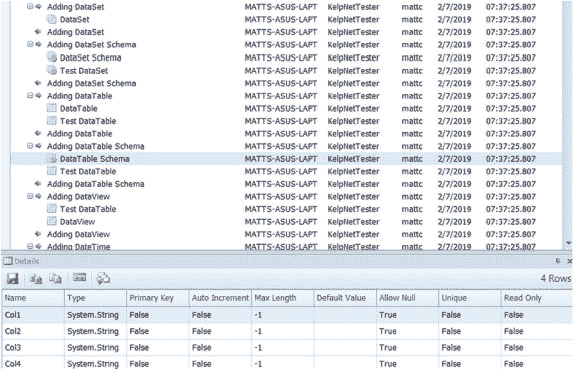 Adding DataSet MATTS-ASUS-LAPT KelpNetTester mattc 2/7/2019 07:37:25.807
DataSet MATTS-ASUS-LAPT KelpNetTester mattc 2/7/2019 07:37:25.807
Adding DataSet MATTS-ASUS-LAPT KelpNetTester mattc 2/7/2019 07:37:25.807
Adding DataSet Schema MATTS-ASUS-LAPT KelpNetTester mattc 2/7/2019 07:37:25.807
DataSet Schema MATTS-ASUS-LAPT KelpNetTester mattc 2/7/2019 07:37:25.807
Test DataSet MATTS-ASUS-LAPT KelpNetTester mattc 2/7/2019 07:37:25.807
Adding DataSet Schema MATTS-ASUS-LAPT KelpNetTester mattc 2/7/2019 07:37:25.807
Adding DataTable MATTS-ASUS-LAPT KelpNetTester mattc 2/7/2019 07:37:25.807
DataTable MATTS-ASUS-LAPT KelpNetTester mattc 2/7/2019 07:37:25.807
Test DataTable MATTS-ASUS-LAPT KelpNetTester mattc 2/7/2019 07:37:25.807
Adding DataTable MATTS-ASUS-LAPT KelpNetTester mattc 2/7/2019 07:37:25.807
Adding DataTable Schema MATTS-ASUS-LAPT KelpNetTester mattc 2/7/2019 07:37:25.807
DataTable Schema MATTS-ASUS-LAPT KelpNetTester mattc 2/7/2019 07:37:25.807
Test DataTable MATTS-ASUS-LAPT KelpNetTester mattc 2/7/2019 07:37:25.807
Adding DataTable Schema MATTS-ASUS-LAPT KelpNetTester mattc 2/7/2019 07:37:25.807
Adding DataView MATTS-ASUS-LAPT KelpNetTester mattc 2/7/2019 07:37:25.807
Test DataTable MATTS-ASUS-LAPT KelpNetTester mattc 2/7/2019 07:37:25.807
DataView MATTS-ASUS-LAPT KelpNetTester mattc 2/7/2019 07:37:25.807
Adding DataView MATTS-ASUS-LAPT KelpNetTester mattc 2/7/2019 07:37:25.807
Adding DateTime MATTS-ASUS-LAPT KelpNetTester mattc 2/7/2019 07:37:25.807
Details
4 Rows
Name Type Primary Key Auto Increment Max Length Default Value Allow Null Unique Read Only
Col1 System.String False False -1 True False False
Col2 System.String False False -1 True False False
Col3 System.String False False -1 True False False
Col4 System.String False False -1 True False False